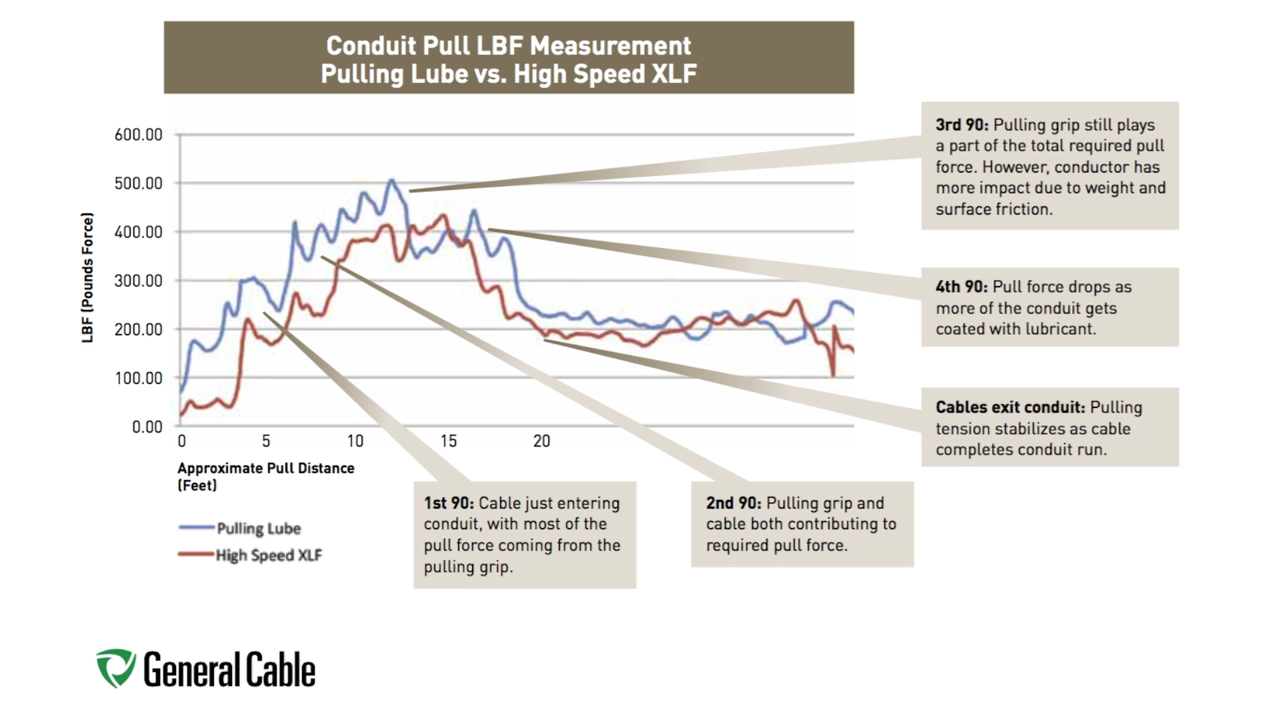 Conduit Pull LBF Measurement
Pulling Lube vs. High Speed XLF
600.00
500.00
400.00
300.00
200.00
100.00
0.00
LBF (Pounds Force)
0 5 10 15 20
Approximate Pull Distance
(Feet)
Pulling Lube
High Speed XLF
1st 90: Cable just entering
conduit, with most of the
pull force coming from the
pulling grip.
2nd 90: Pulling grip and
cable both contributing to
required pull force.
3rd 90: Pulling grip still plays
a part of the total required pull
force. However, conductor has
more impact due to weight and
surface friction.
4th 90: Pull force drops as
more of the conduit gets
coated with lubricant.
Cables exit conduit: Pulling
tension stabilizes as cable
completes conduit run.
General Cable